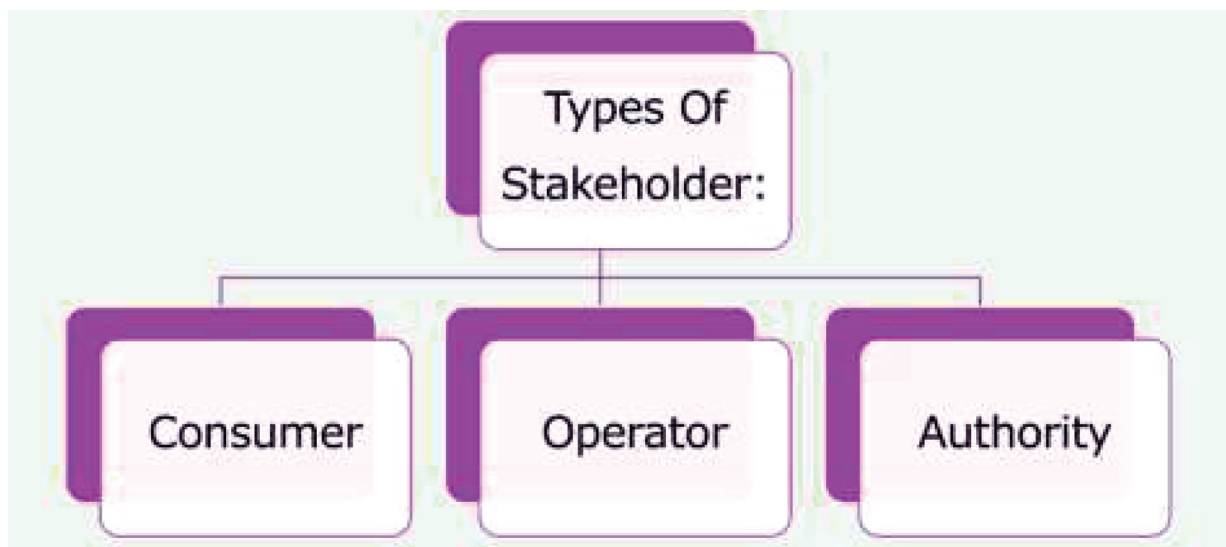 Types Of
Stakeholder:
Consumer
Operator
Authority